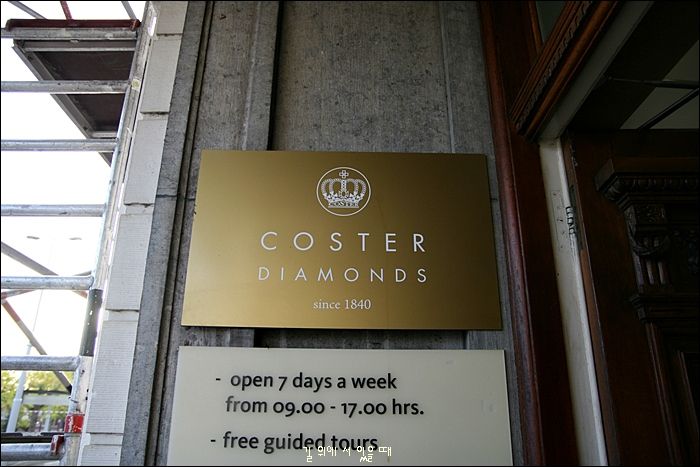 COSTER
COSTER
DIAMONDS
since 1840
- open 7 days a week
from 09.00 - 17.00 hrs.
- free guided tours
길 위에 서 있을 때